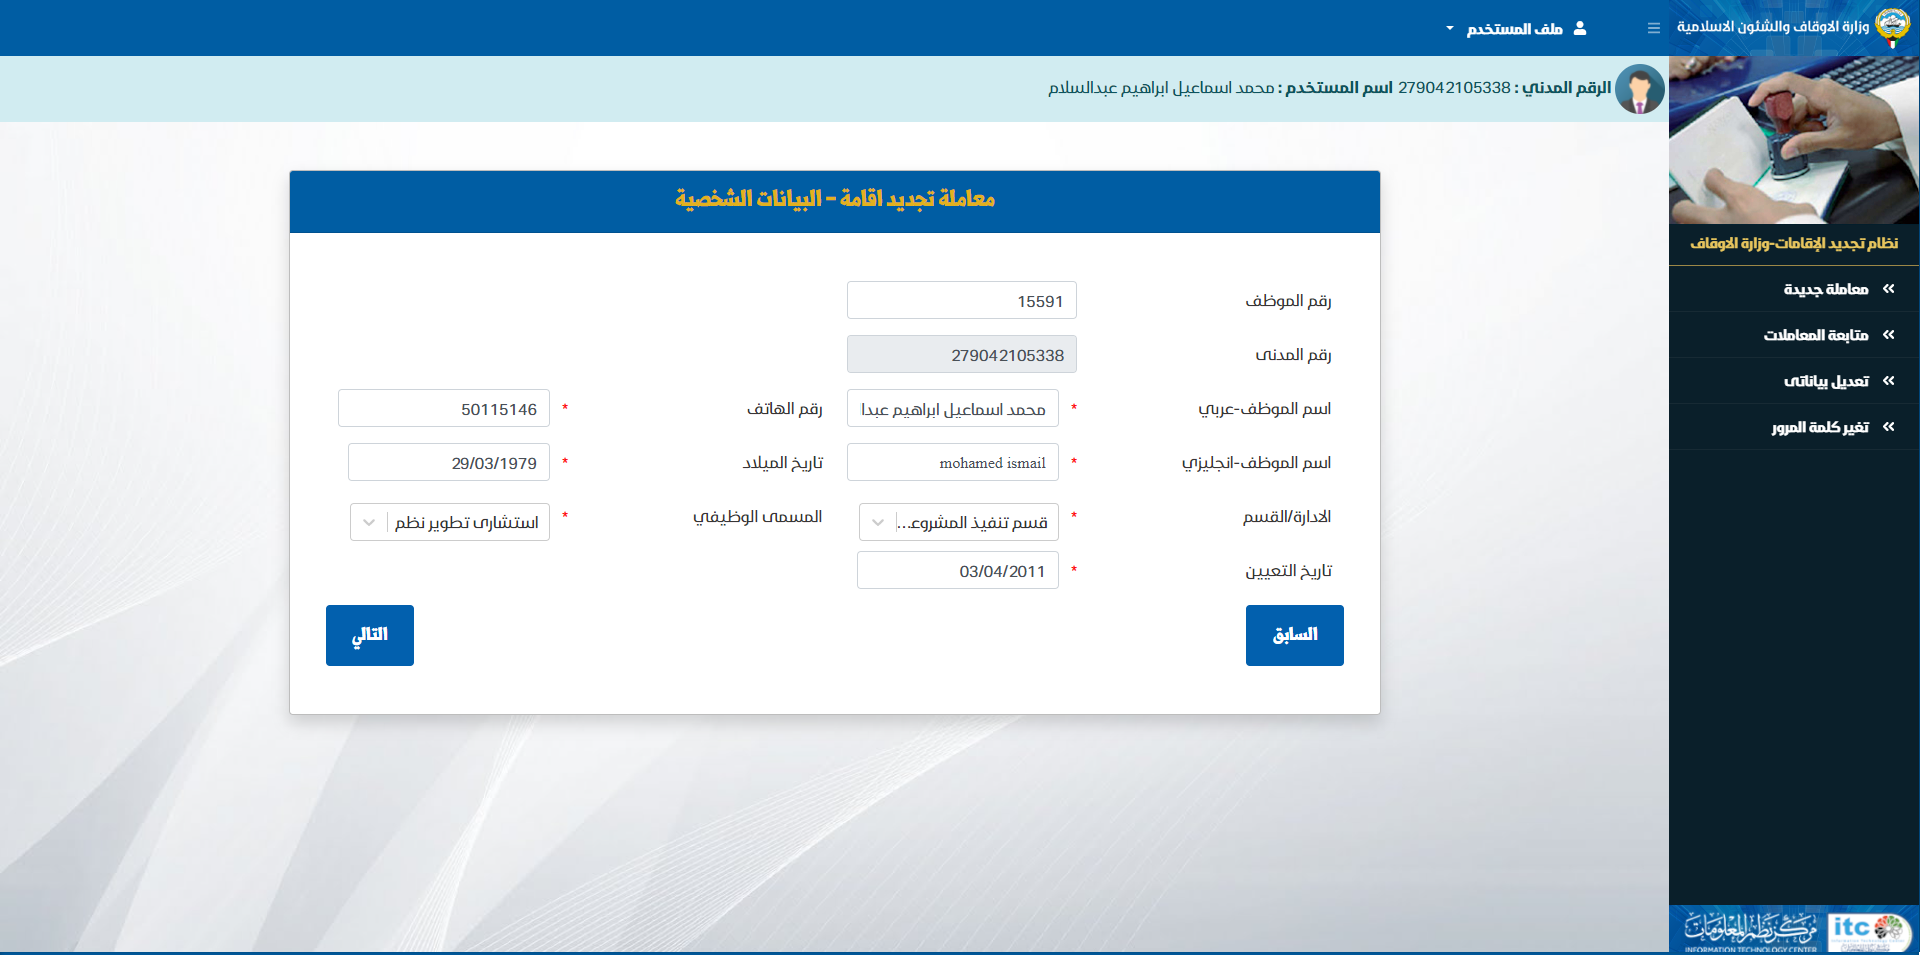 وزارة الاوقاف والشئون الاسلامية
ملف المستخدم
الرقم المدني : 279042105338 اسم المستخدم : محمد اسماعيل ابراهيم عبدالسلام
نظام تجديد الإقامات-وزارة الاوقاف
معاملة جديدة
متابعة المعاملات
تعديل بياناتى
تغير كلمة المرور
معاملة تجديد اقامة – البيانات الشخصية
رقم الموظف 15591
رقم المدنى 279042105338
اسم الموظف-عربي * محمد اسماعيل ابراهيم عبدا رقم الهاتف * 50115146
اسم الموظف-انجليزي * mohamed ismail تاريخ الميلاد * 29/03/1979
الادارة/القسم * قسم تنفيذ المشروع... المسمى الوظيفي * استشارى تطوير نظم
تاريخ التعيين * 03/04/2011
السابق التالي
مركز نظم المعلومات itc
INFORMATION TECHNOLOGY CENTER